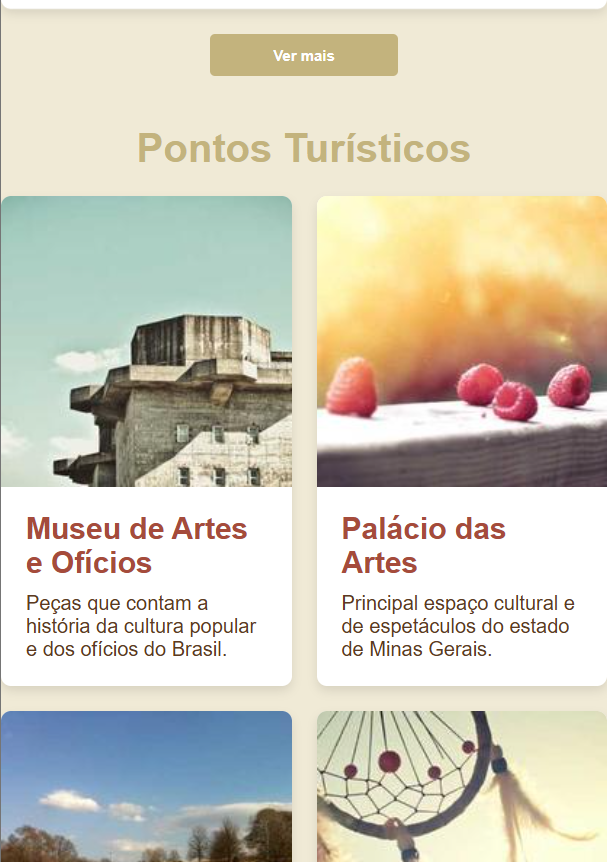 Ver mais
Pontos Turísticos
Museu de Artes
e Ofícios
Peças que contam a
história da cultura popular
e dos ofícios do Brasil.
Palácio das
Artes
Principal espaço cultural e
de espetáculos do estado
de Minas Gerais.